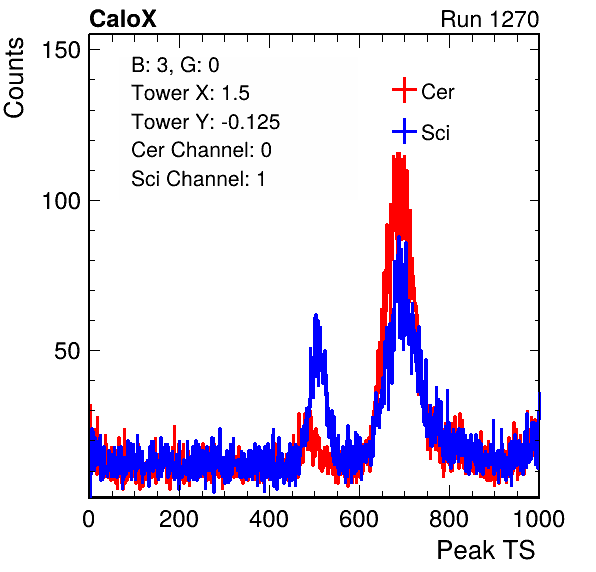 CaloX Run 1270
Counts
150
100
50
B: 3, G: 0
Tower X: 1.5
Tower Y: -0.125
Cer Channel: 0
Sci Channel: 1
Cer
Sci
0 200 400 600 800 1000
Peak TS